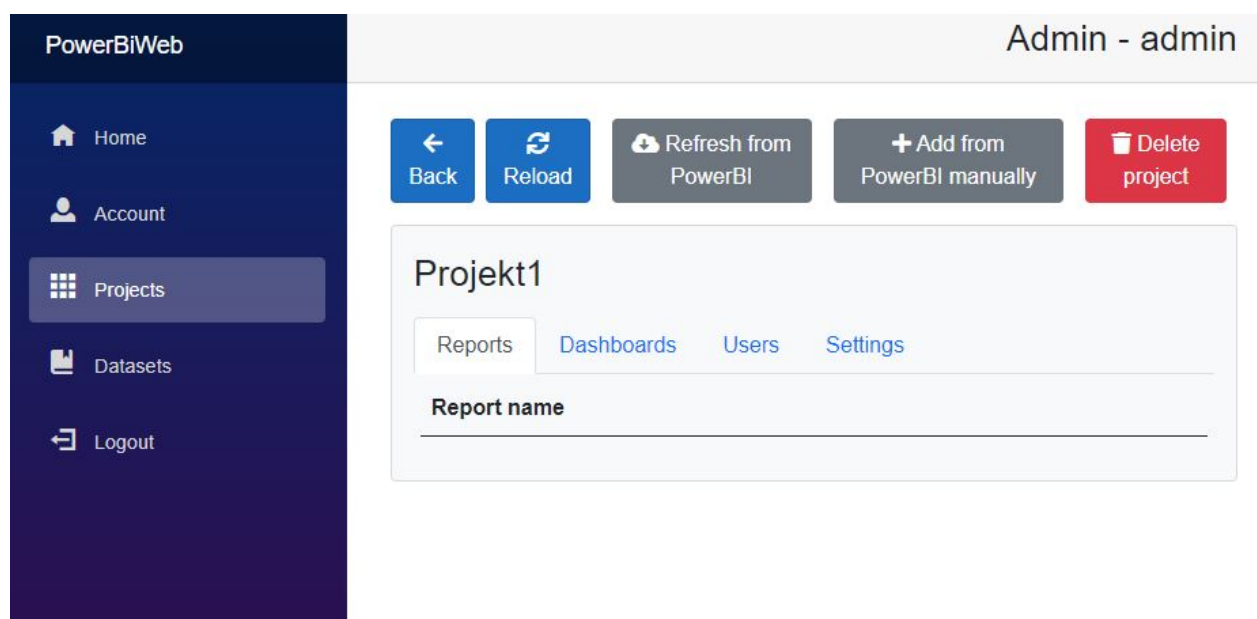 PowerBiWeb
Admin - admin
Home
Account
Projects
Datasets
Logout
Back
Reload
Refresh from
PowerBI
Add from
PowerBI manually
Delete
project
Projekt1
Reports
Dashboards
Users
Settings
Report name